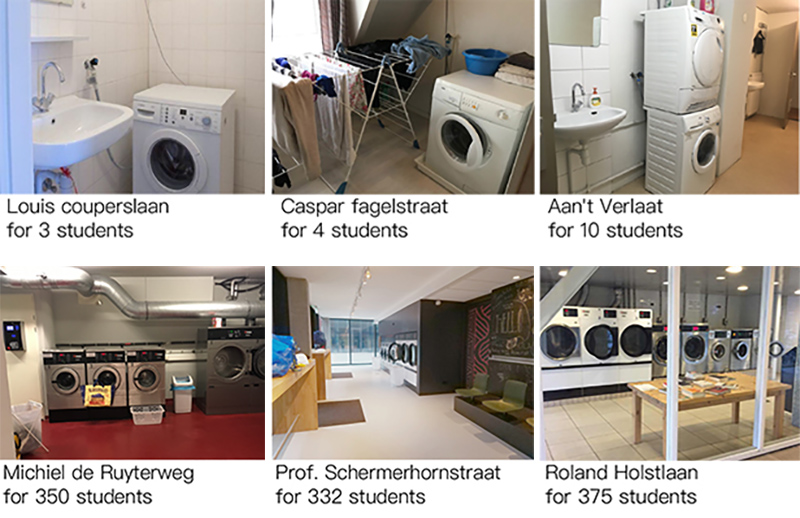 Louis couperslaan
for 3 students
Caspar fagelstraat
for 4 students
Aan't Verlaat
for 10 students
Michiel de Ruyterweg
for 350 students
Prof. Schermerhornstraat
for 332 students
Roland Holstlaan
for 375 students